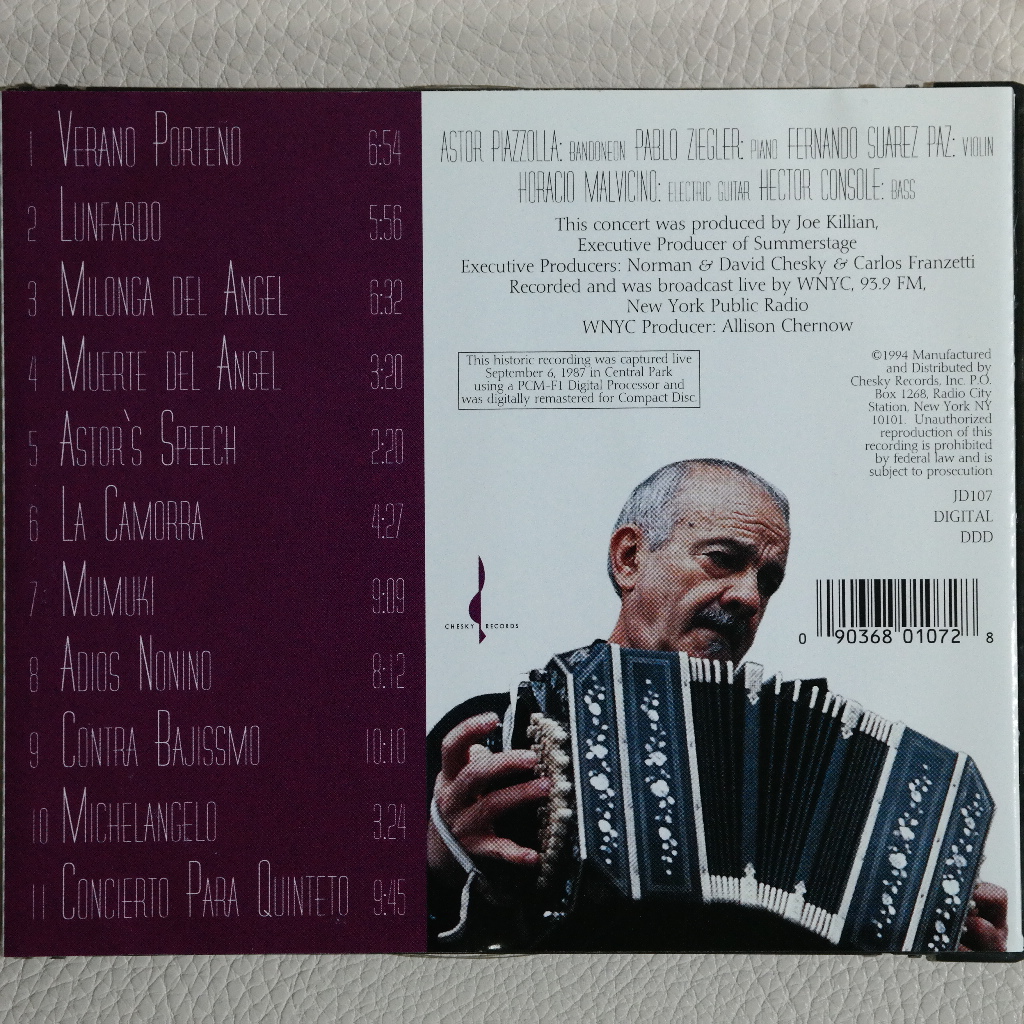 1 VERANO PORTENO 6:54
2 LUNFARDO 5:56
3 MILONGA DEL ANGEL 6:32
4 MUERTE DEL ANGEL 3:20
5 ASTOR`S SPEECH 2:20
6 LA CAMORRA 4:27
7 MUMUKI 9:09
8 ADIOS NONINO 8:12
9 CONTRA BAJISSMO 10:10
10 MICHELANGELO 3.24
11 CONCIERTO PARA QUINTETO 9:45
ASTOR PIAZZOLLA: BANDONEON PABLO ZIEGLER: PIANO FERNANDO SUAREZ PAZ: VIOLIN
HORACIO MALVICINO: ELECTRIC GUITAR HECTOR CONSOLE: BASS
This concert was produced by Joe Killian,
Executive Producer of Summerstage
Executive Producers: Norman & David Chesky & Carlos Franzetti
Recorded and was broadcast live by WNYC, 93.9 FM,
New York Public Radio
WNYC Producer: Allison Chernow
This historic recording was captured live
September 6, 1987 in Central Park
using a PCM-F1 Digital Processor and
was digitally remastered for Compact Disc.
©1994 Manufactured
and Distributed by
Chesky Records, Inc. P.O.
Box 1268, Radio City
Station, New York NY
10101. Unauthorized
reproduction of this
recording is prohibited
by federal law and is
subject to prosecution
JD107
DIGITAL
DDD
CHESKY RECORDS
0 90368 01072 8